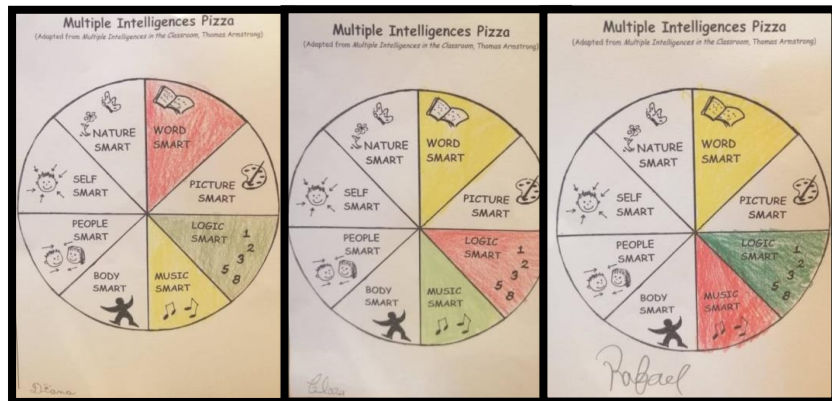 Multiple Intelligences Pizza
(Adapted from Multiple Intelligences in the Classroom, Thomas Armstrong)
NATURE
SMART
WORD
SMART
SELF
SMART
PICTURE
SMART
PEOPLE
SMART
LOGIC
SMART
1
2
3
5
8
BODY
SMART
MUSIC
SMART
Diana
Multiple Intelligences Pizza
(Adapted from Multiple Intelligences in the Classroom, Thomas Armstrong)
NATURE
SMART
WORD
SMART
SELF
SMART
PICTURE
SMART
PEOPLE
SMART
LOGIC
SMART
1
2
3
5
8
BODY
SMART
MUSIC
SMART
Multiple Intelligences Pizza
(Adapted from Multiple Intelligences in the Classroom, Thomas Armstrong)
NATURE
SMART
WORD
SMART
SELF
SMART
PICTURE
SMART
PEOPLE
SMART
LOGIC
SMART
1
2
3
5
8
BODY
SMART
MUSIC
SMART
Rafael